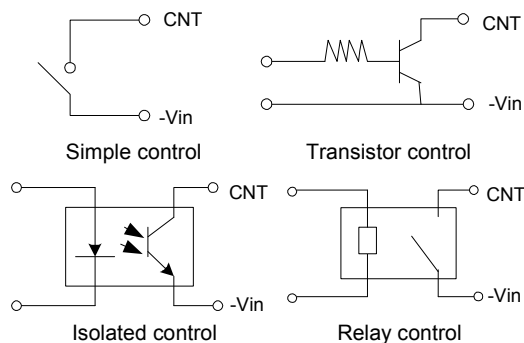 CNT
-Vin
Simple control
CNT
-Vin
Transistor control
CNT
-Vin
Isolated control
CNT
-Vin
Relay control